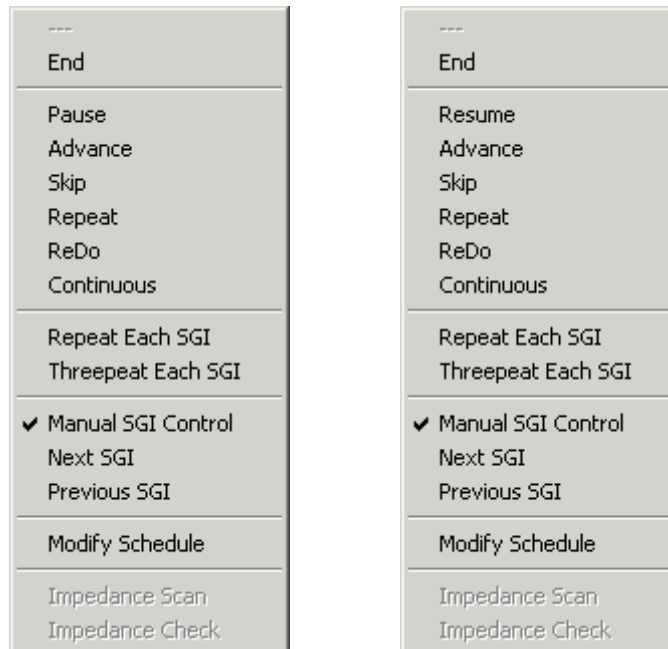 ---
End
Pause
Advance
Skip
Repeat
ReDo
Continuous
Repeat Each SGI
Threepeat Each SGI
Manual SGI Control
Next SGI
Previous SGI
Modify Schedule
Impedance Scan
Impedance Check
---
End
Resume
Advance
Skip
Repeat
ReDo
Continuous
Repeat Each SGI
Threepeat Each SGI
Manual SGI Control
Next SGI
Previous SGI
Modify Schedule
Impedance Scan
Impedance Check